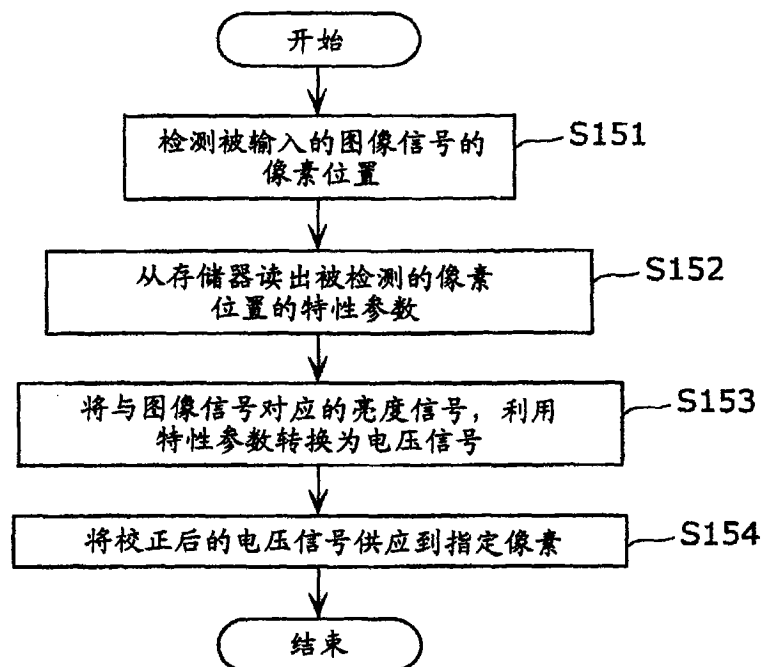 开始
检测被输入的图像信号的
像素位置
S151
从存储器读出被检测的像素
位置的特性参数
S152
将与图像信号对应的亮度信号，利用
特性参数转换为电压信号
S153
将校正后的电压信号供应到指定像素
S154
结束